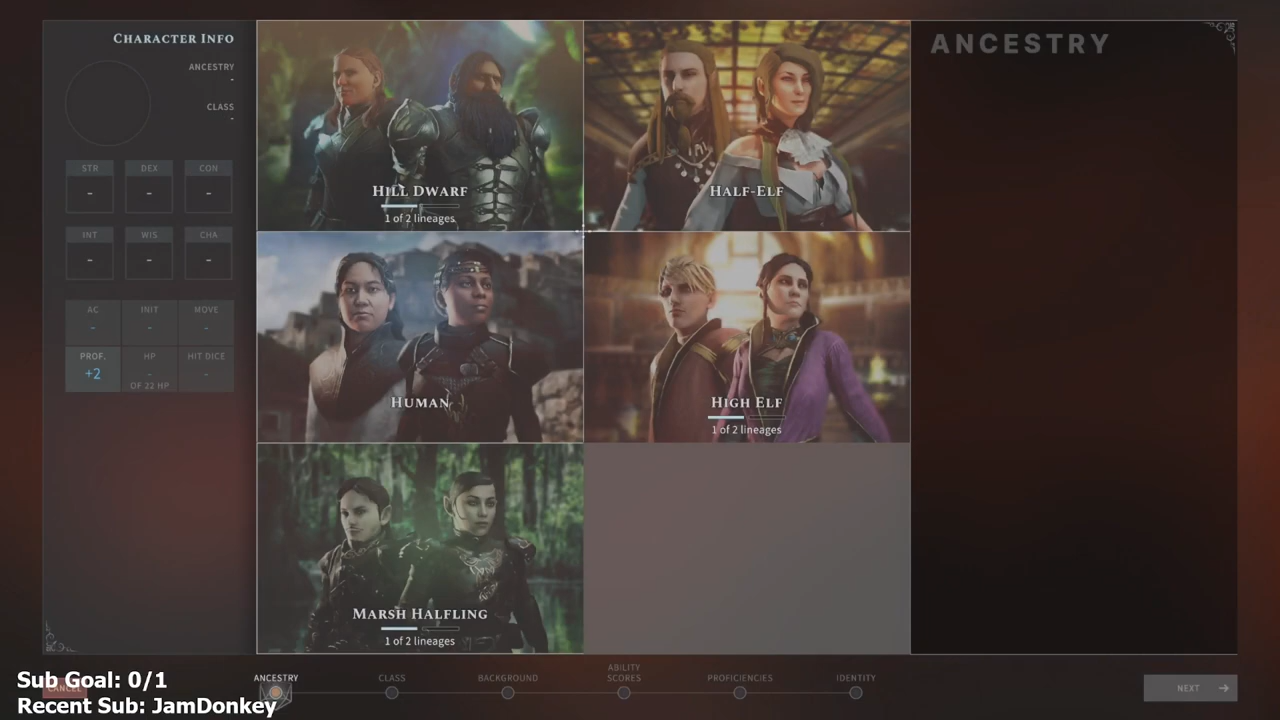 CHARACTER INFO
ANCESTRY
-
CLASS
-
STR
DEX
CON
-
-
-
INT
WIS
CHA
-
-
-
AC
INIT
MOVE
-
-
-
PROF.
HP
HIT DICE
+2
-
-
OF 22 HP
HILL DWARF
1 of 2 lineages
HALF-ELF
HUMAN
HIGH ELF
1 of 2 lineages
MARSH HALFLING
1 of 2 lineages
ANCESTRY
Sub Goal: 0/1
CANCEL
Recent Sub: JamDonkey
ANCESTRY
CLASS
BACKGROUND
ABILITY
SCORES
PROFICIENCIES
IDENTITY
NEXT